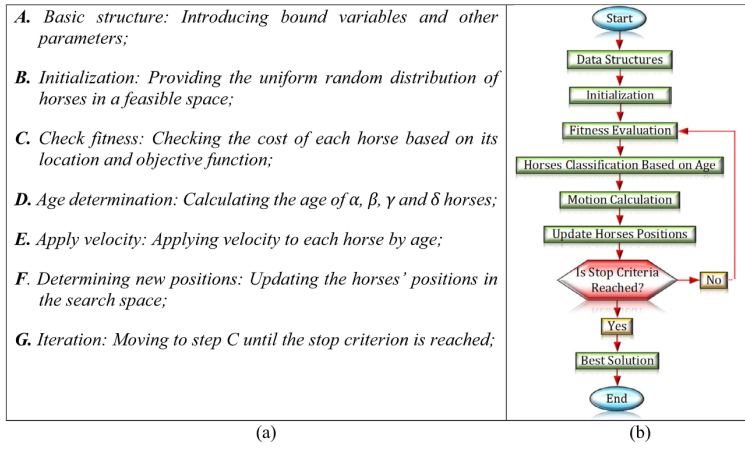 A. Basic structure: Introducing bound variables and other
parameters;
B. Initialization: Providing the uniform random distribution of
horses in a feasible space;
C. Check fitness: Checking the cost of each horse based on its
location and objective function;
D. Age determination: Calculating the age of α, β, γ and δ horses;
E. Apply velocity: Applying velocity to each horse by age;
F. Determining new positions: Updating the horses’ positions in
the search space;
G. Iteration: Moving to step C until the stop criterion is reached;
(a)
Start
Data Structures
Initialization
Fitness Evaluation
Horses Classification Based on Age
Motion Calculation
Update Horses Positions
Is Stop Criteria
Reached?
No
Yes
Best Solution
End
(b)